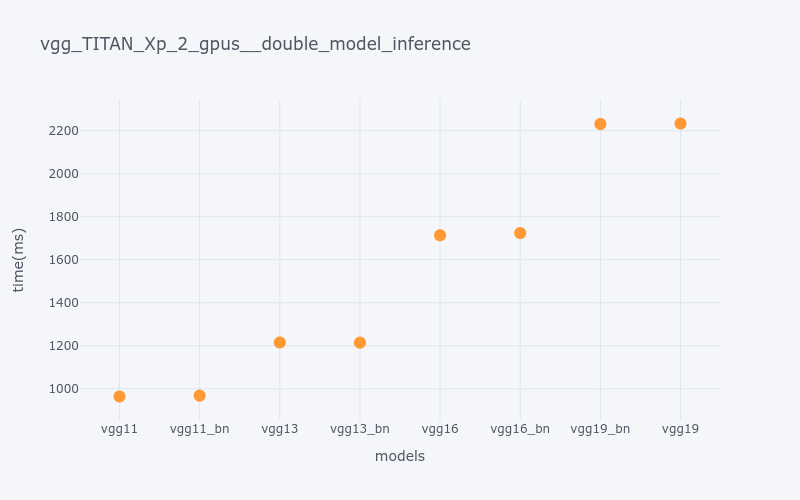 vgg_TITAN_Xp_2_gpus__double_model_inference
2200
2000
1800
1600
1400
1200
1000
time(ms)
vgg11 vgg11_bn vgg13 vgg13_bn vgg16 vgg16_bn vgg19_bn vgg19
models